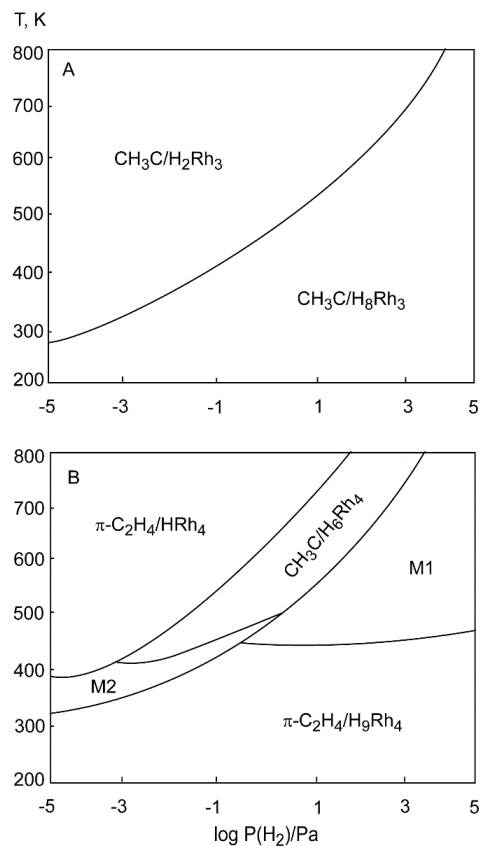 T, K
800
A
700
CH₃C/H₂Rh₃
600
500
400
CH₃C/H₈Rh₃
300
200
-5 -3 -1 1 3 5
800
B
700
π-C₂H₄/HRh₄
CH₃C/H₆Rh₄
600
M1
500
400
M2
300
π-C₂H₄/H₉Rh₄
200
-5 -3 -1 1 3 5
log P(H₂)/Pa